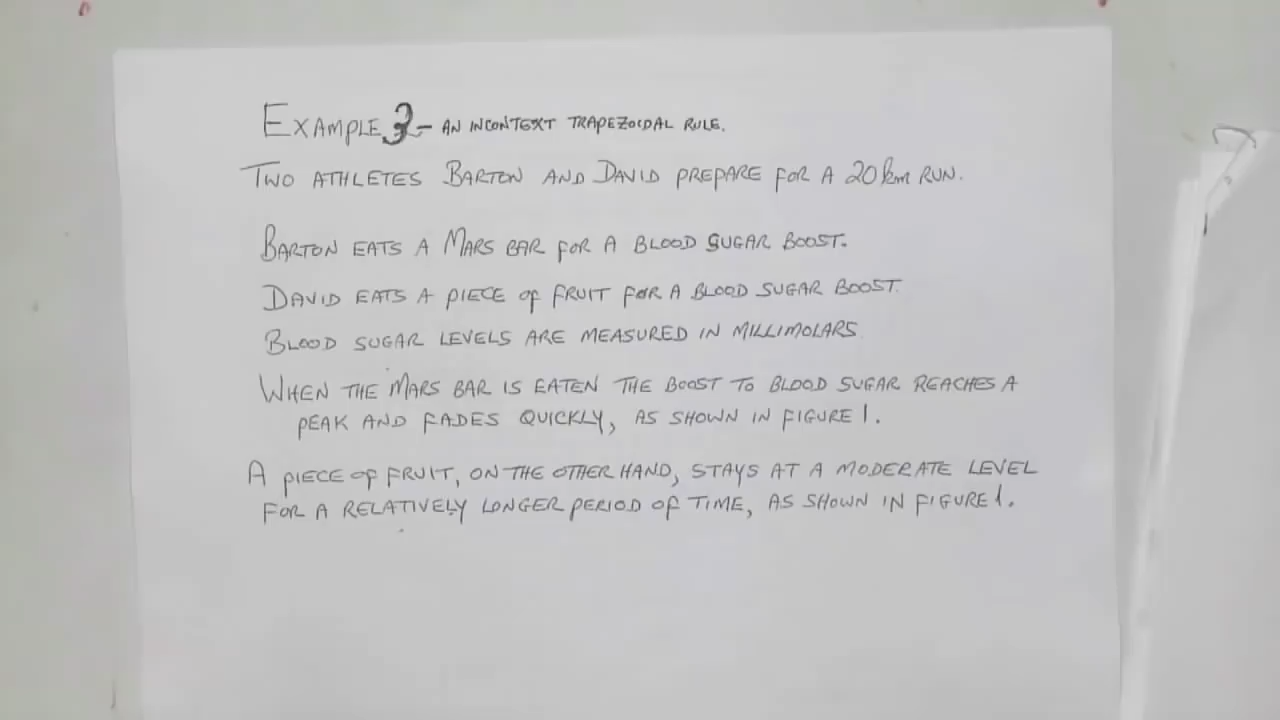 EXAMPLE 3 - AN INCONTEXT TRAPEZOIDAL RULE.
TWO ATHLETES BARTON AND DAVID PREPARE FOR A 20km RUN.
BARTON EATS A MARS BAR FOR A BLOOD SUGAR BOOST.
DAVID EATS A PIECE OF FRUIT FOR A BLOOD SUGAR BOOST.
BLOOD SUGAR LEVELS ARE MEASURED IN MILLIMOLARS.
WHEN THE MARS BAR IS EATEN THE BOOST TO BLOOD SUGAR REACHES A
PEAK AND FADES QUICKLY, AS SHOWN IN FIGURE 1.
A PIECE OF FRUIT, ON THE OTHER HAND, STAYS AT A MODERATE LEVEL
FOR A RELATIVELY LONGER PERIOD OF TIME, AS SHOWN IN FIGURE 1.